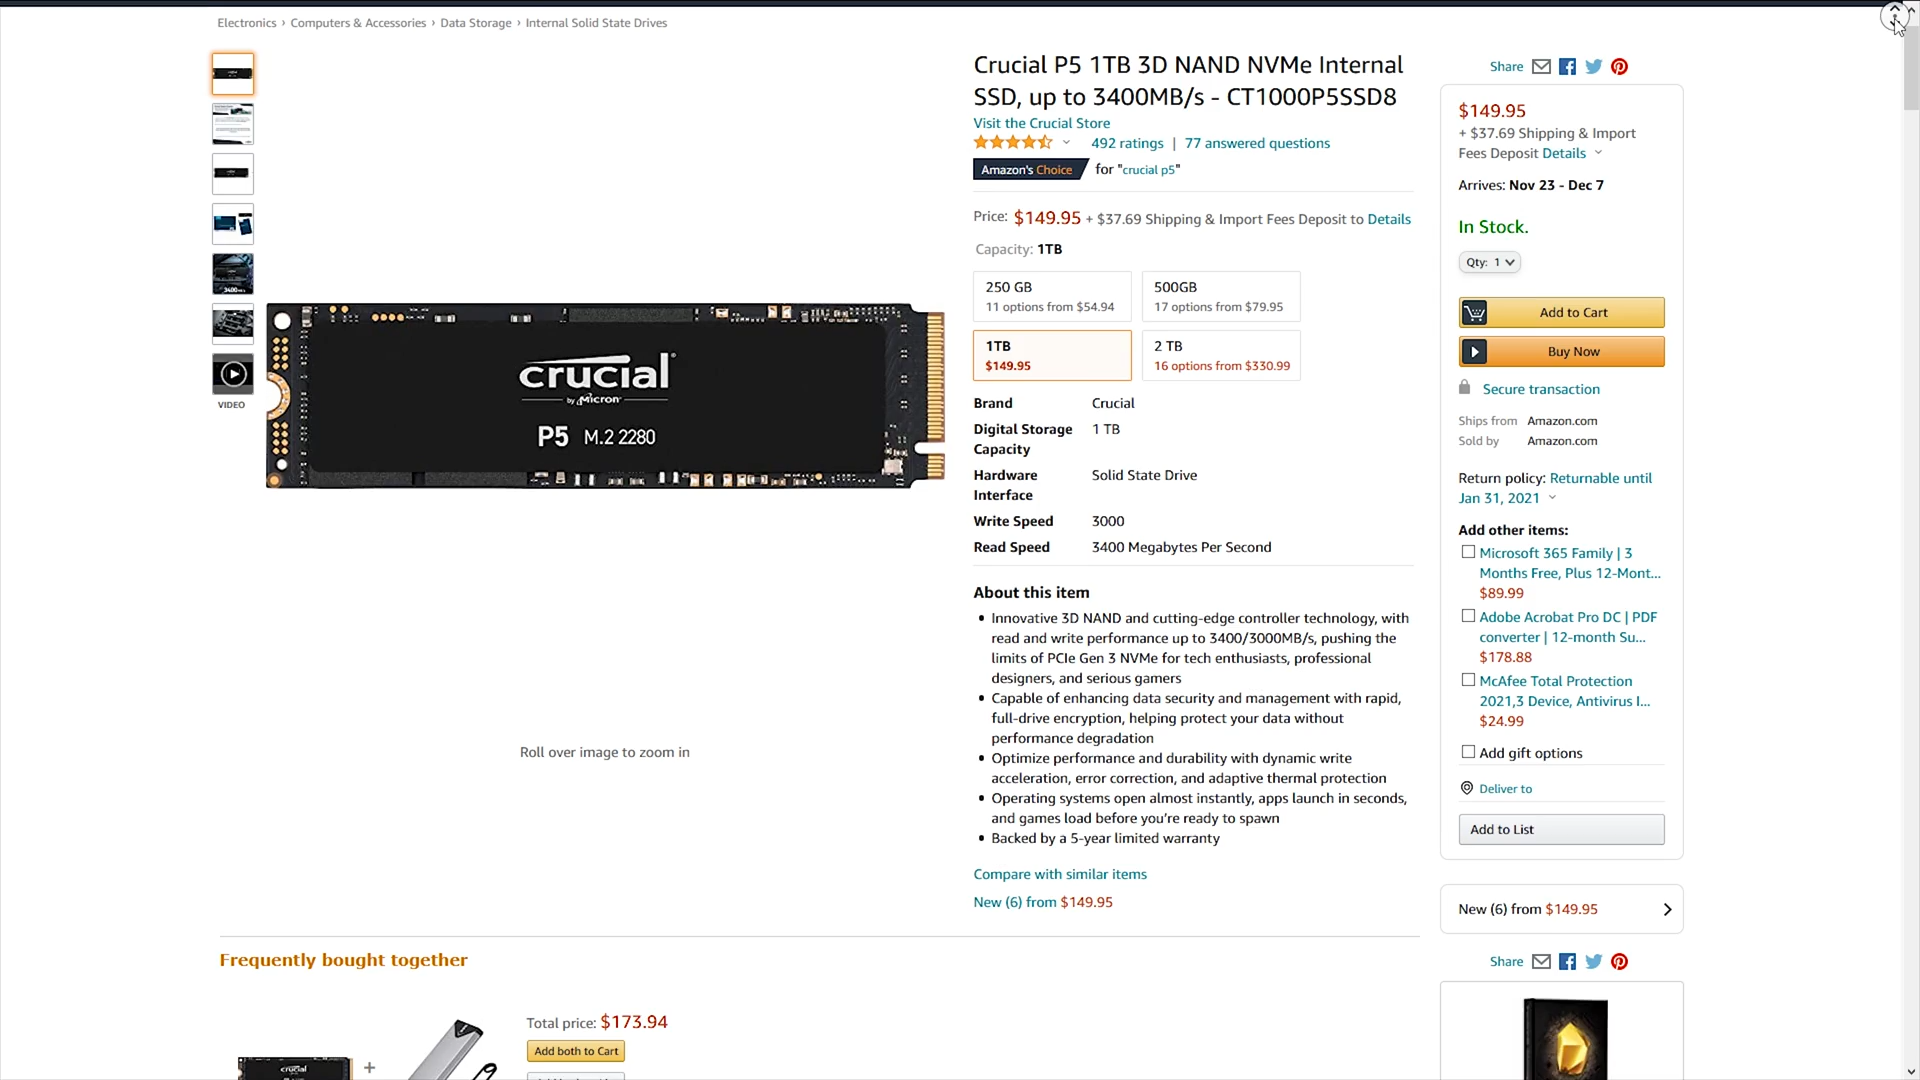 Electronics › Computers & Accessories › Data Storage › Internal Solid State Drives
VIDEO
crucial
by Micron
P5 M.2 2280
Roll over image to zoom in
Crucial P5 1TB 3D NAND NVMe Internal
SSD, up to 3400MB/s - CT1000P5SSD8
Visit the Crucial Store
492 ratings | 77 answered questions
Amazon's Choice for "crucial p5"
Price: $149.95 + $37.69 Shipping & Import Fees Deposit to Details
Capacity: 1TB
250 GB
11 options from $54.94
500GB
17 options from $79.95
1TB
$149.95
2 TB
16 options from $330.99
Brand Crucial
Digital Storage 1 TB
Capacity
Hardware Solid State Drive
Interface
Write Speed 3000
Read Speed 3400 Megabytes Per Second
About this item
• Innovative 3D NAND and cutting-edge controller technology, with
read and write performance up to 3400/3000MB/s, pushing the
limits of PCIe Gen 3 NVMe for tech enthusiasts, professional
designers, and serious gamers
• Capable of enhancing data security and management with rapid,
full-drive encryption, helping protect your data without
performance degradation
• Optimize performance and durability with dynamic write
acceleration, error correction, and adaptive thermal protection
• Operating systems open almost instantly, apps launch in seconds,
and games load before you’re ready to spawn
• Backed by a 5-year limited warranty
Compare with similar items
New (6) from $149.95
Share
$149.95
+ $37.69 Shipping & Import
Fees Deposit Details
Arrives: Nov 23 - Dec 7
In Stock.
Qty: 1
Add to Cart
Buy Now
Secure transaction
Ships from Amazon.com
Sold by Amazon.com
Return policy: Returnable until
Jan 31, 2021
Add other items:
Microsoft 365 Family | 3
Months Free, Plus 12-Mont...
$89.99
Adobe Acrobat Pro DC | PDF
converter | 12-month Su...
$178.88
McAfee Total Protection
2021,3 Device, Antivirus I...
$24.99
Add gift options
Deliver to
Add to List
New (6) from $149.95
Share
Frequently bought together
crucial
+
Total price: $173.94
Add both to Cart